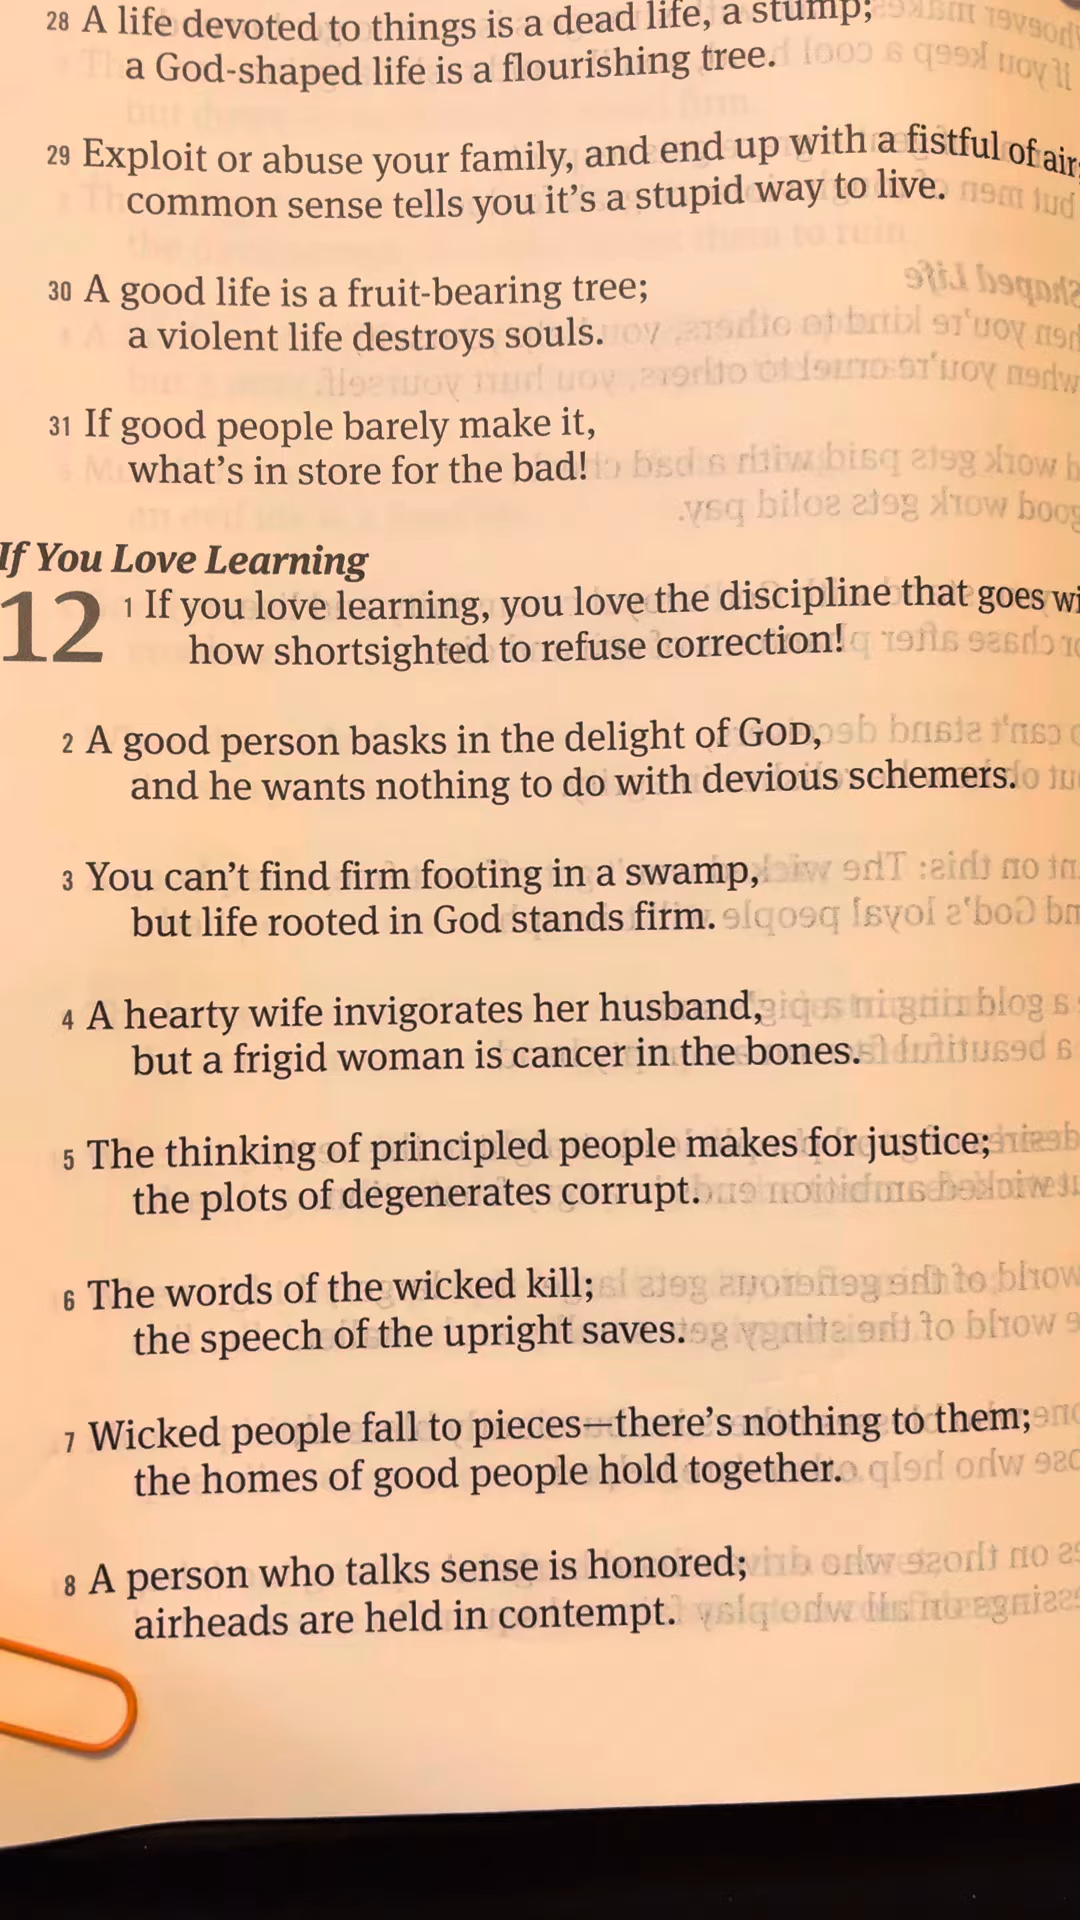 28 A life devoted to things is a dead life, a stump;
a God-shaped life is a flourishing tree.
29 Exploit or abuse your family, and end up with a fistful of air;
common sense tells you it’s a stupid way to live.
30 A good life is a fruit-bearing tree;
a violent life destroys souls.
31 If good people barely make it,
what’s in store for the bad!
If You Love Learning
12 1 If you love learning, you love the discipline that goes
how shortsighted to refuse correction!
2 A good person basks in the delight of GOD,
and he wants nothing to do with devious schemers.
3 You can’t find firm footing in a swamp,
but life rooted in God stands firm.
4 A hearty wife invigorates her husband,
but a frigid woman is cancer in the bones.
5 The thinking of principled people makes for justice;
the plots of degenerates corrupt.
6 The words of the wicked kill;
the speech of the upright saves.
7 Wicked people fall to pieces—there’s nothing to them;
the homes of good people hold together.
8 A person who talks sense is honored;
airheads are held in contempt.